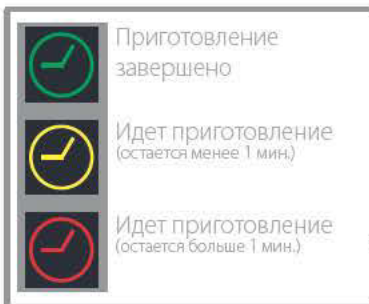 Приготовление
завершено
Идет приготовление
(остается менее 1 мин.)
Идет приготовление
(остается больше 1 мин.)